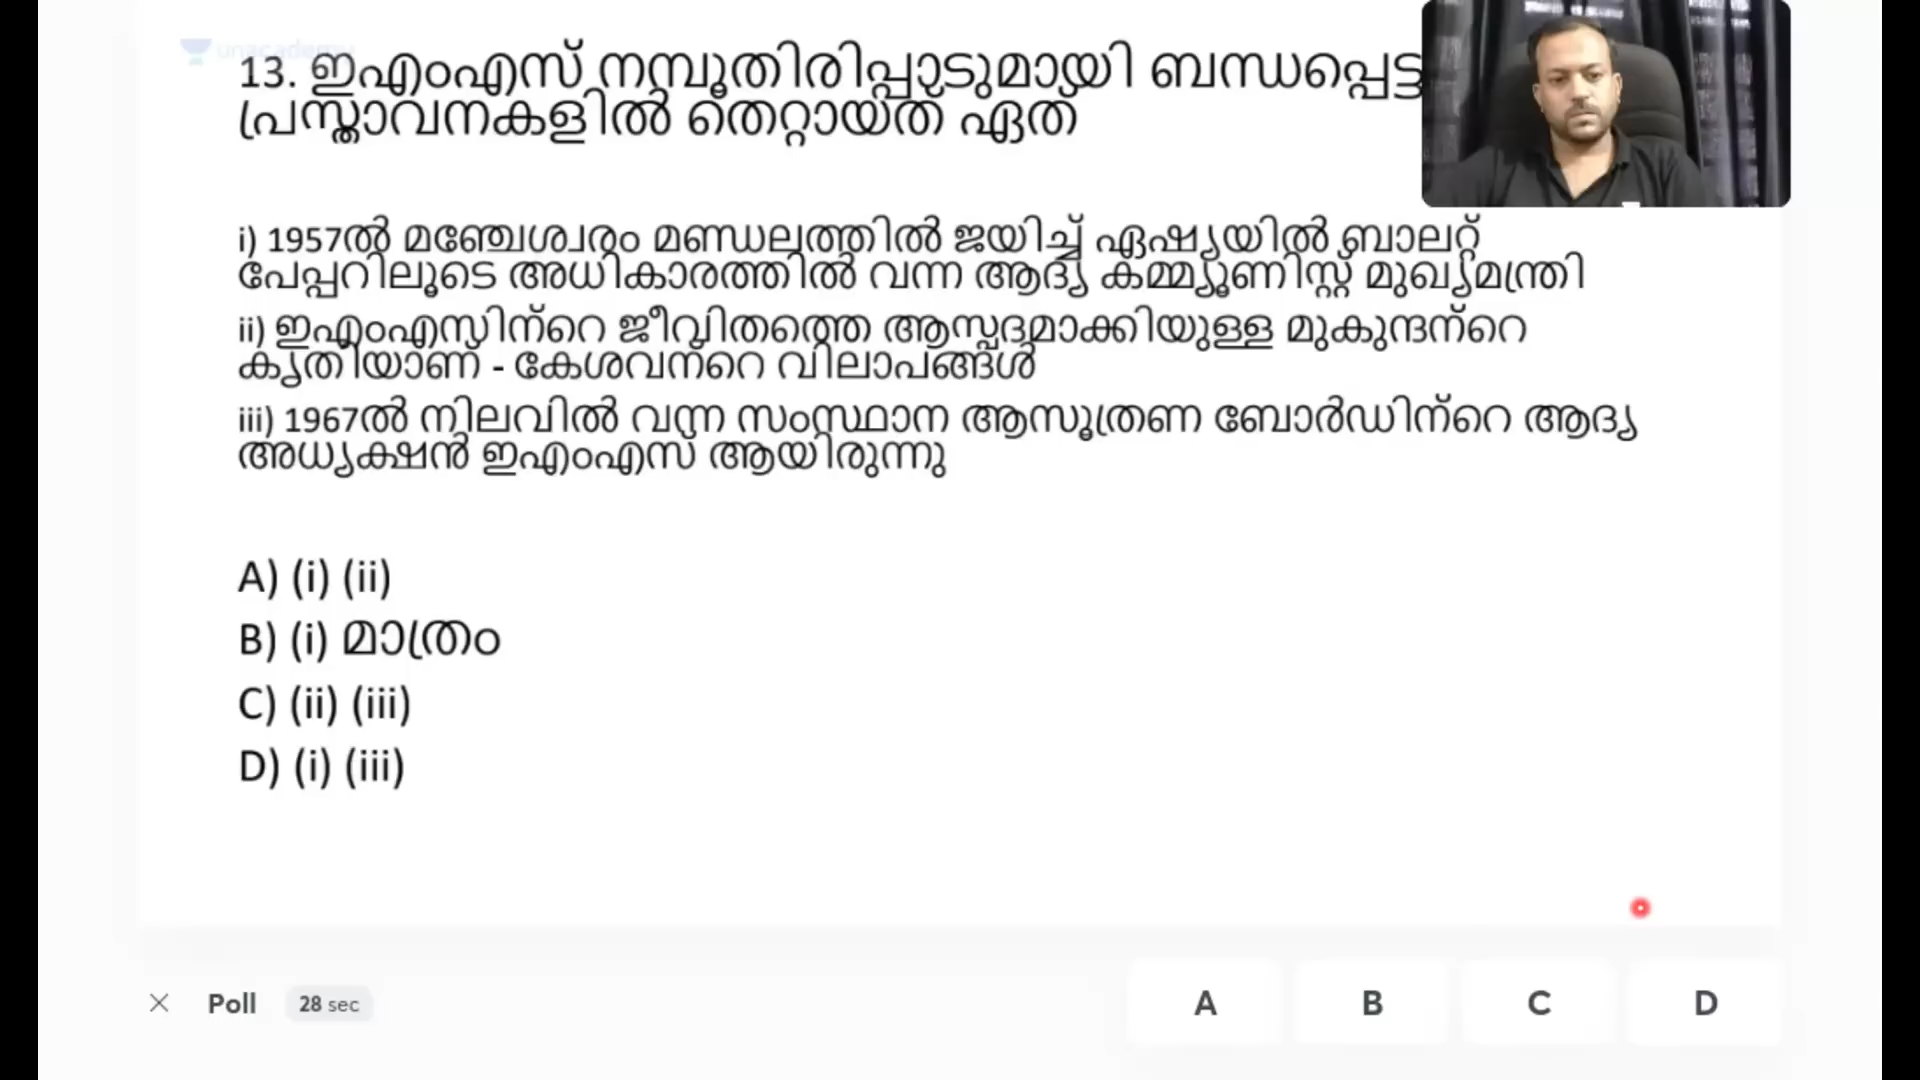 unacademy
13. ഇഎംഎസ് നമ്പൂതിരിപ്പാടുമായി ബന്ധപ്പെട്ട
പ്രസ്താവനകളിൽ തെറ്റായത് ഏത്
i) 1957ൽ മഞ്ചേശ്വരം മണ്ഡലത്തിൽ ജയിച്ച് ഏഷ്യയിൽ ബാലറ്റ്
പേപ്പറിലൂടെ അധികാരത്തിൽ വന്ന ആദ്യ കമ്മ്യൂണിസ്റ്റ് മുഖ്യമന്ത്രി
ii) ഇഎംഎസിന്റെ ജീവിതത്തെ ആസ്പദമാക്കിയുള്ള മുകുന്ദന്റെ
കൃതിയാണ് - കേശവന്റെ വിലാപങ്ങൾ
iii) 1967ൽ നിലവിൽ വന്ന സംസ്ഥാന ആസൂത്രണ ബോർഡിന്റെ ആദ്യ
അധ്യക്ഷൻ ഇഎംഎസ് ആയിരുന്നു
A) (i) (ii)
B) (i) മാത്രം
C) (ii) (iii)
D) (i) (iii)
Poll 28 sec A B C D